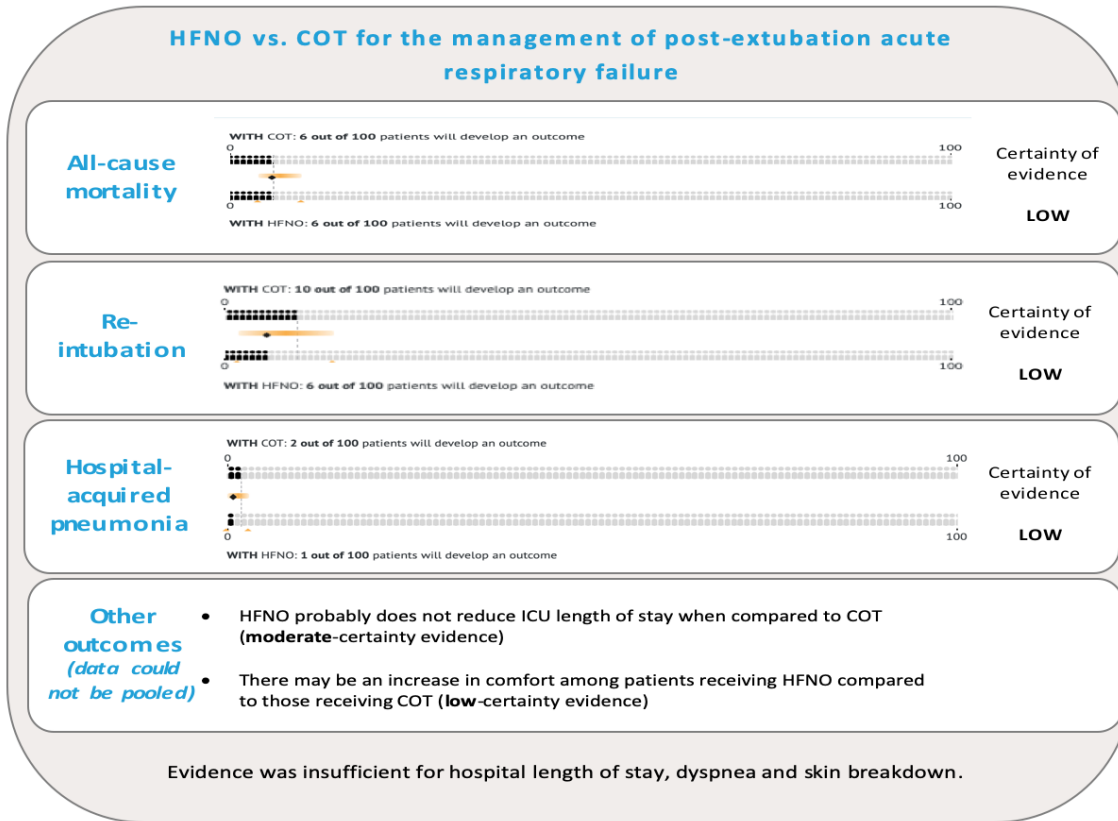 HFNO vs. COT for the management of post-extubation acute
respiratory failure
All-cause
mortality
WITH COT: 6 out of 100 patients will develop an outcome
0 100
0 100
WITH HFNO: 6 out of 100 patients will develop an outcome
Certainty of
evidence
LOW
Re-
intubation
WITH COT: 10 out of 100 patients will develop an outcome
0 100
0 100
WITH HFNO: 6 out of 100 patients will develop an outcome
Certainty of
evidence
LOW
Hospital-
acquired
pneumonia
WITH COT: 2 out of 100 patients will develop an outcome
0 100
0 100
WITH HFNO: 1 out of 100 patients will develop an outcome
Certainty of
evidence
LOW
Other
outcomes
(data could
not be pooled)
• HFNO probably does not reduce ICU length of stay when compared to COT
(moderate-certainty evidence)
• There may be an increase in comfort among patients receiving HFNO compared
to those receiving COT (low-certainty evidence)
Evidence was insufficient for hospital length of stay, dyspnea and skin breakdown.